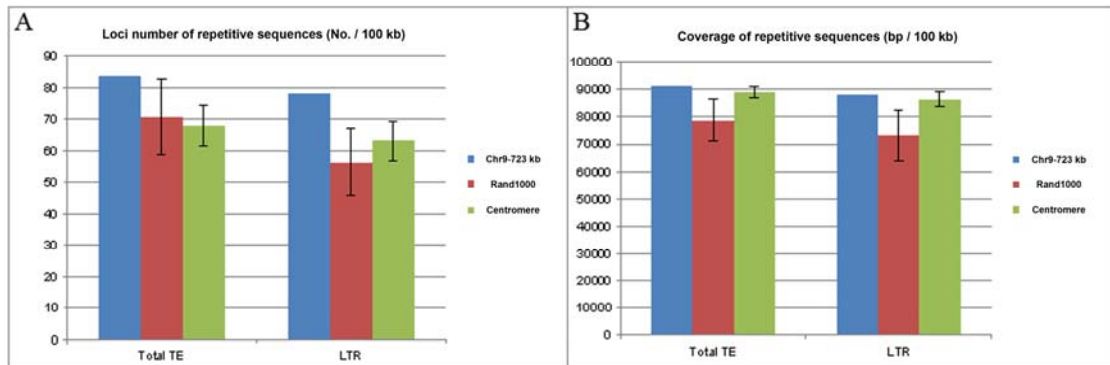 A
Loci number of repetitive sequences (No. / 100 kb)
90
80
70
60
50
40
30
20
10
0
Total TE
LTR
Chr9-723 kb
Rand1000
Centromere
B
Coverage of repetitive sequences (bp / 100 kb)
100000
90000
80000
70000
60000
50000
40000
30000
20000
10000
0
Total TE
LTR
Chr9-723 kb
Rand1000
Centromere